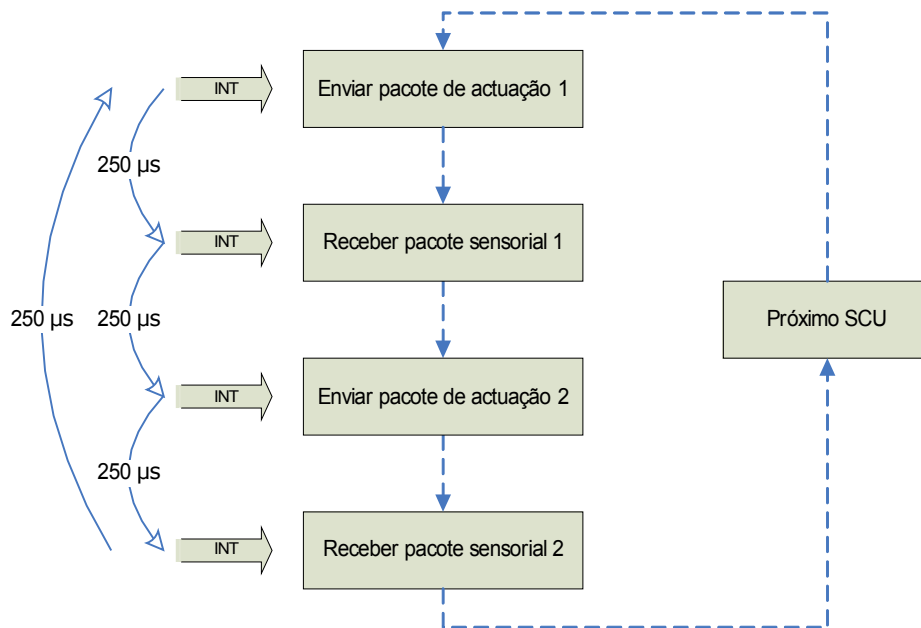 INT
Enviar pacote de actuação 1
250 µs
INT
Receber pacote sensorial 1
250 µs
250 µs
Próximo SCU
INT
Enviar pacote de actuação 2
250 µs
INT
Receber pacote sensorial 2